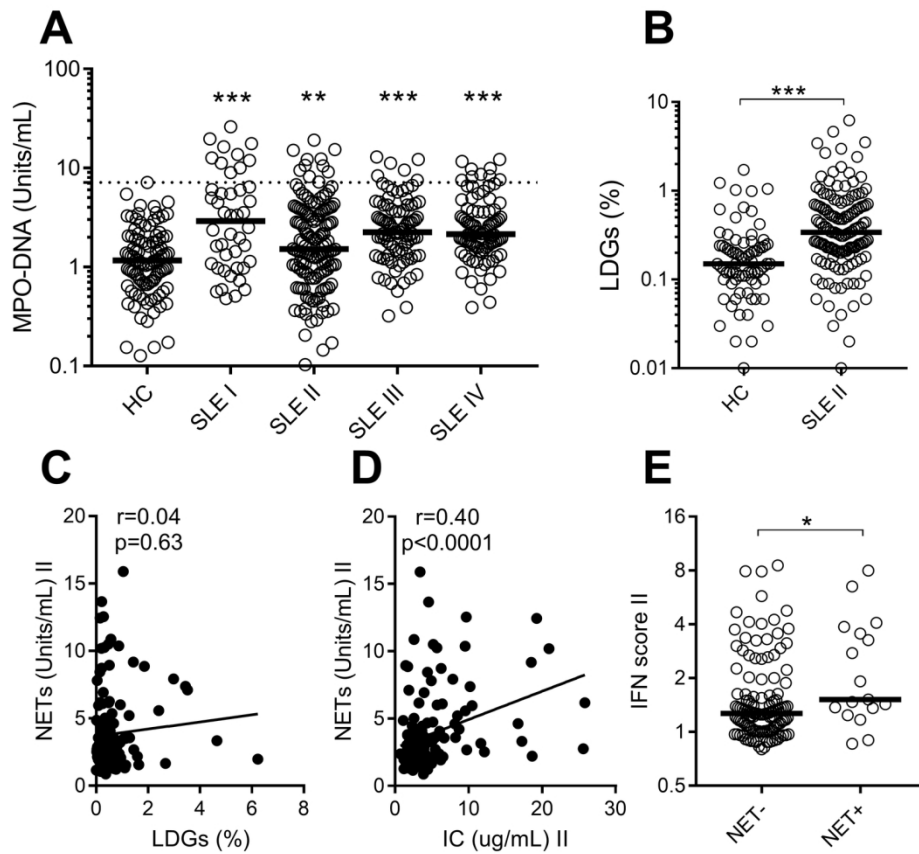 A
MPO-DNA (Units/mL)
100
10
1
0.1
*** ** *** ***
HC SLE I SLE II SLE III SLE IV
B
LDGs (%)
10
1
0.1
0.01
***
HC SLE II
C
NETs (Units/mL) II
20
15
10
5
0
r=0.04
p=0.63
0 2 4 6 8
LDGs (%)
D
NETs (Units/mL) II
20
15
10
5
0
r=0.40
p<0.0001
0 10 20 30
IC (ug/mL) II
E
IFN score II
16
8
4
2
1
0.5
*
NET- NET+